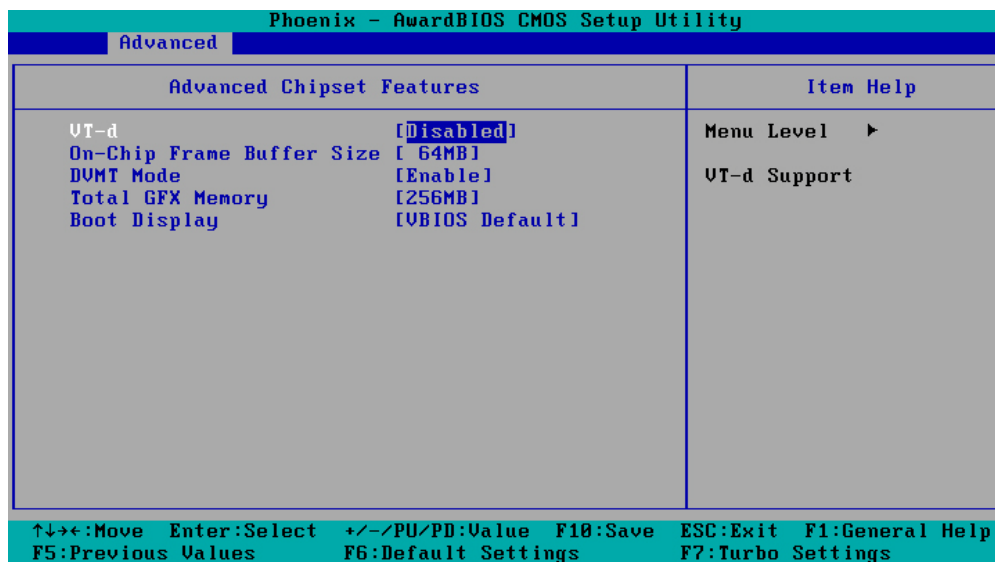 Phoenix - AwardBIOS CMOS Setup Utility
Advanced
Advanced Chipset Features
Item Help
VT-d [Disabled]
On-Chip Frame Buffer Size [ 64MB]
DVMT Mode [Enable]
Total GFX Memory [256MB]
Boot Display [VBIOS Default]
Menu Level ►
VT-d Support
↑↓→←:Move Enter:Select +/-/PU/PD:Value F10:Save ESC:Exit F1:General Help
F5:Previous Values F6:Default Settings F7:Turbo Settings